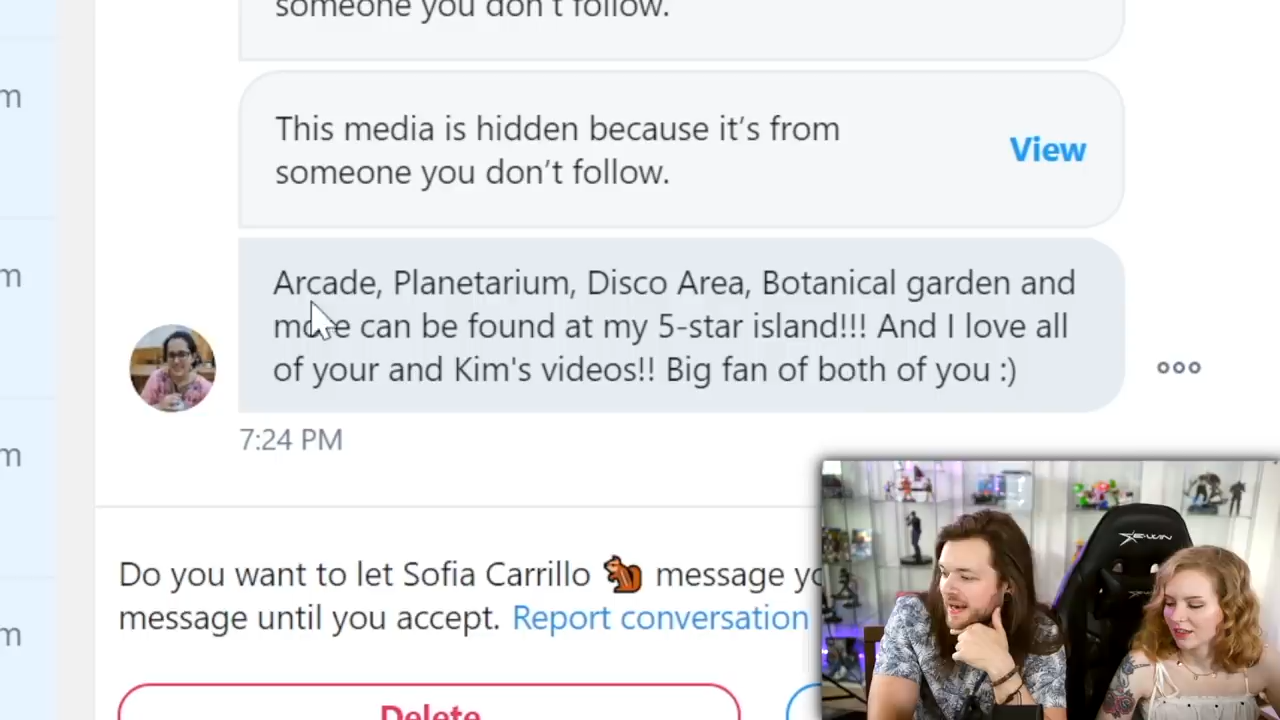 someone you don't follow.
m
This media is hidden because it’s from
someone you don’t follow.
View
m
Arcade, Planetarium, Disco Area, Botanical garden and
more can be found at my 5-star island!!! And I love all
of your and Kim's videos!! Big fan of both of you :)
7:24 PM
m
Do you want to let Sofia Carrillo 🐿 message
message until you accept. Report conversation
m
Delete